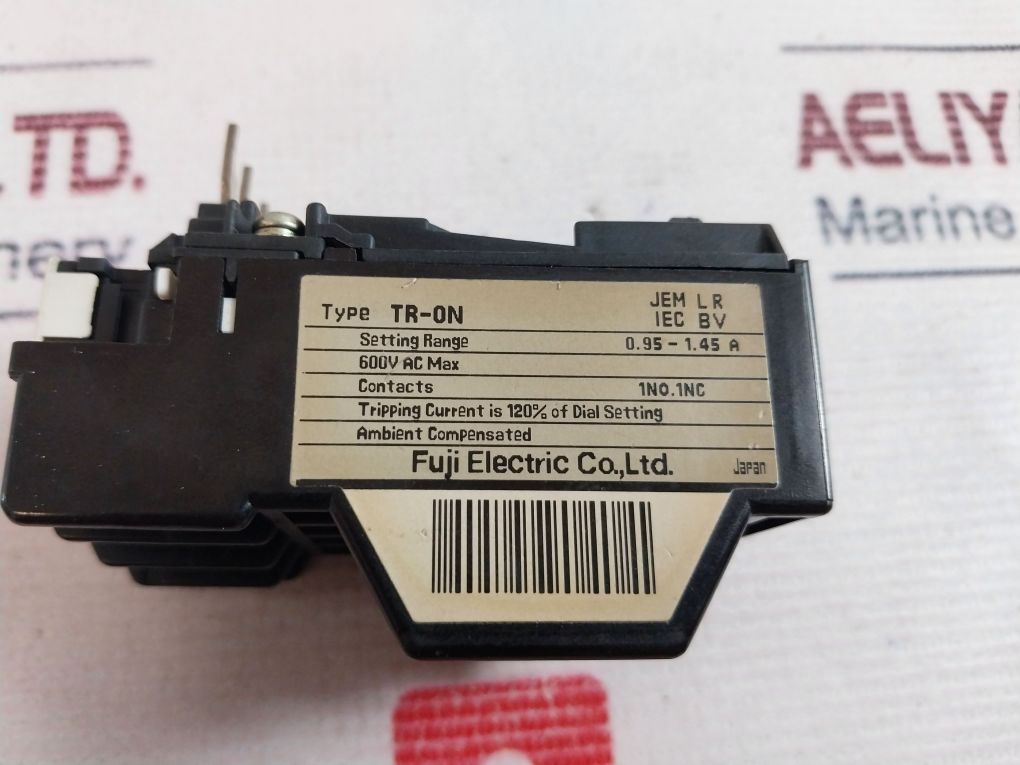 .LTD.
AELIY
Marine
Type TR-0N
JEM L R
IEC BV
Setting Range 0.95 - 1.45 A
600V AC Max
Contacts 1NO.1NC
Tripping Current is 120% of Dial Setting
Ambient Compensated
Fuji Electric Co.,Ltd. Japan